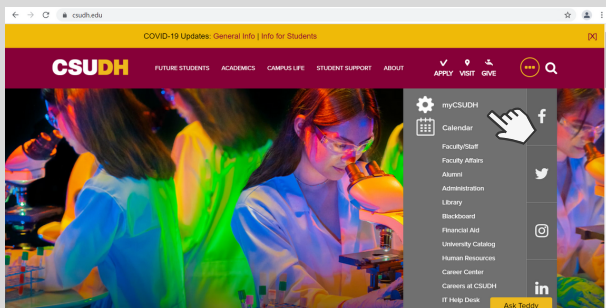 csudh.edu
COVID-19 Updates: General Info | Info for Students [X]
CSUDH FUTURE STUDENTS ACADEMICS CAMPUS LIFE STUDENT SUPPORT ABOUT APPLY VISIT GIVE
myCSUDH
Calendar
Faculty/Staff
Faculty Affairs
Alumni
Administration
Library
Blackboard
Financial Aid
University Catalog
Human Resources
Career Center
Careers at CSUDH
IT Help Desk
f
in
Ask Teddy